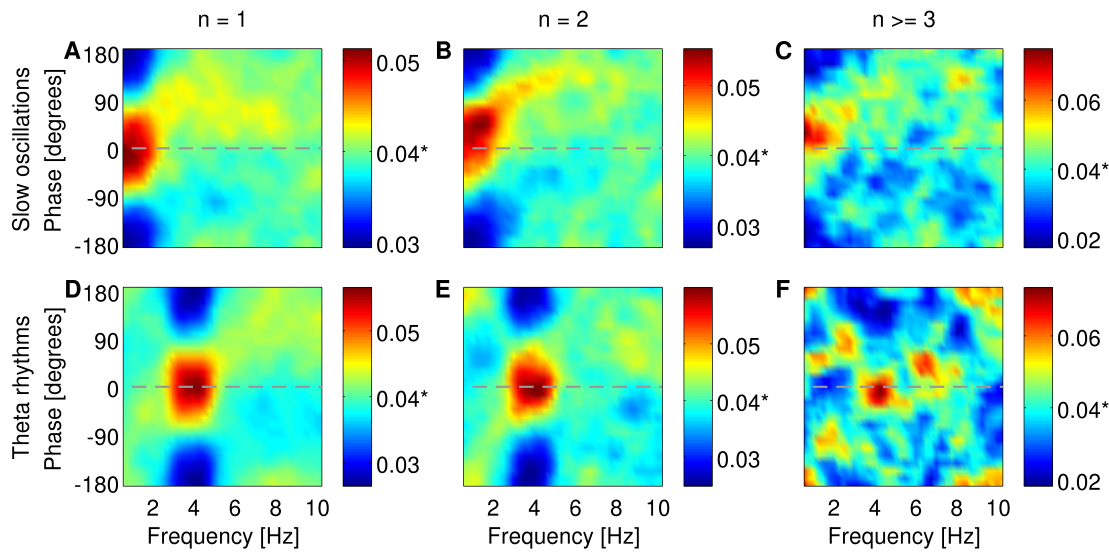 n = 1
n = 2
n >= 3
A
B
C
Slow oscillations
Phase [degrees]
180
90
0
-90
-180
0.05
0.04*
0.03
0.05
0.04*
0.03
0.06
0.04*
0.02
D
E
F
Theta rhythms
Phase [degrees]
180
90
0
-90
-180
0.05
0.04*
0.03
0.05
0.04*
0.03
0.06
0.04*
0.02
2 4 6 8 10
2 4 6 8 10
2 4 6 8 10
Frequency [Hz]
Frequency [Hz]
Frequency [Hz]